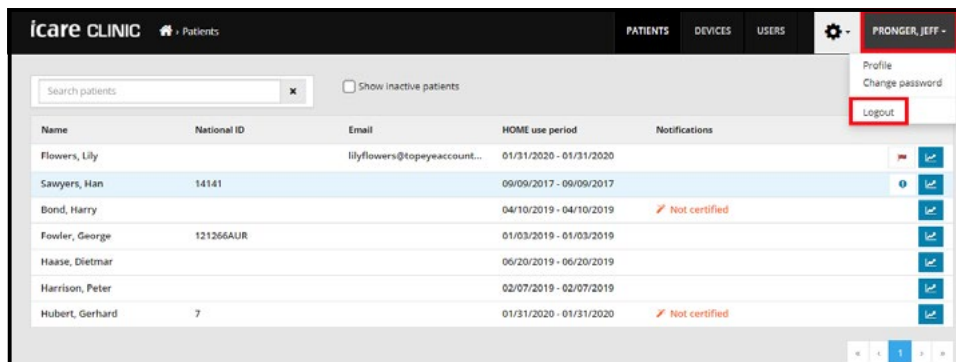 icare CLINIC › Patients PATIENTS DEVICES USERS PRONGER, JEFF
Profile
Change password
Logout
Search patients x Show inactive patients
Name National ID Email HOME use period Notifications
Flowers, Lily lilyflowers@topeyeaccount... 01/31/2020 - 01/31/2020
Sawyers, Han 14141 09/09/2017 - 09/09/2017
Bond, Harry 04/10/2019 - 04/10/2019 Not certified
Fowler, George 121266AUR 01/03/2019 - 01/03/2019
Haase, Dietmar 06/20/2019 - 06/20/2019
Harrison, Peter 02/07/2019 - 02/07/2019
Hubert, Gerhard 7 01/31/2020 - 01/31/2020 Not certified
« ‹ 1 › »